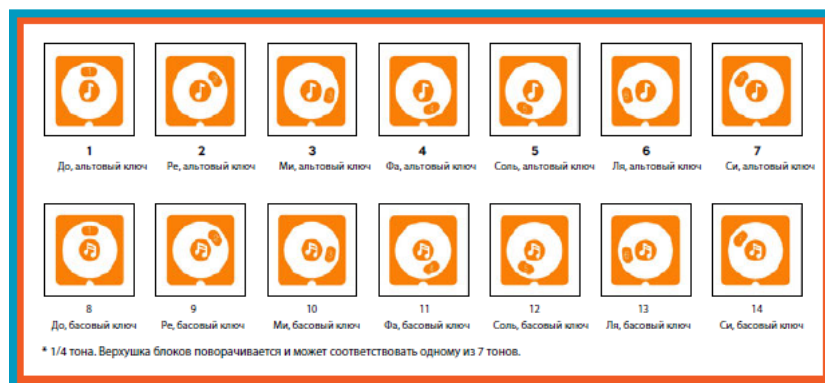 1 2 3 4 5 6 7
До, альтовый ключ Ре, альтовый ключ Ми, альтовый ключ Фа, альтовый ключ Соль, альтовый ключ Ля, альтовый ключ Си, альтовый ключ
8 9 10 11 12 13 14
До, басовый ключ Ре, басовый ключ Ми, басовый ключ Фа, басовый ключ Соль, басовый ключ Ля, басовый ключ Си, басовый ключ
* 1/4 тона. Верхушка блоков поворачивается и может соответствовать одному из 7 тонов.